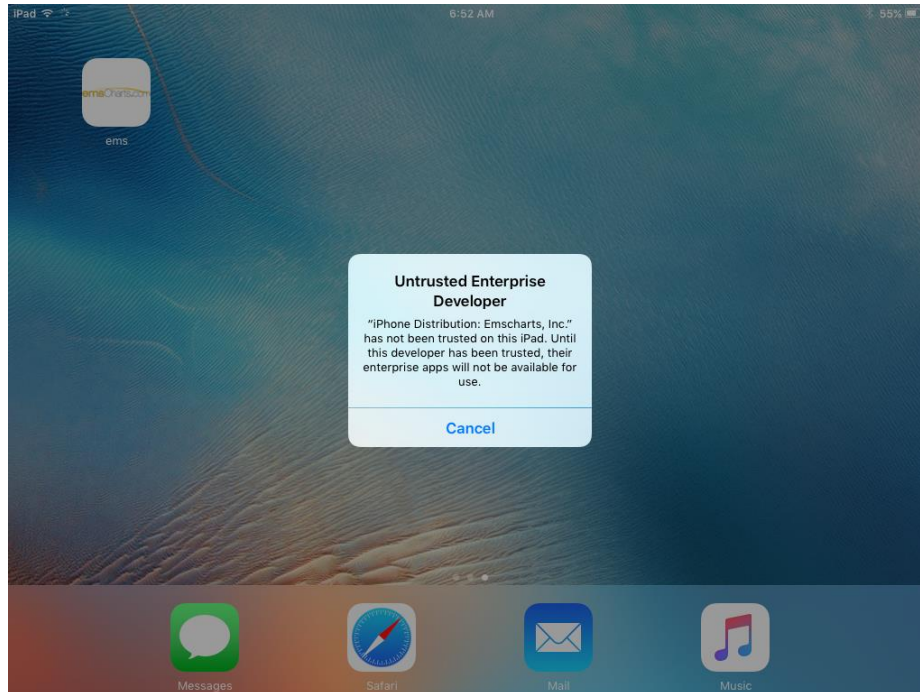 iPad
6:52 AM
55%
emsCharts.com
ems
Untrusted Enterprise
Developer
“iPhone Distribution: Emscharts, Inc.”
has not been trusted on this iPad. Until
this developer has been trusted, their
enterprise apps will not be available for
use.
Cancel
Messages
Safari
Mail
Music